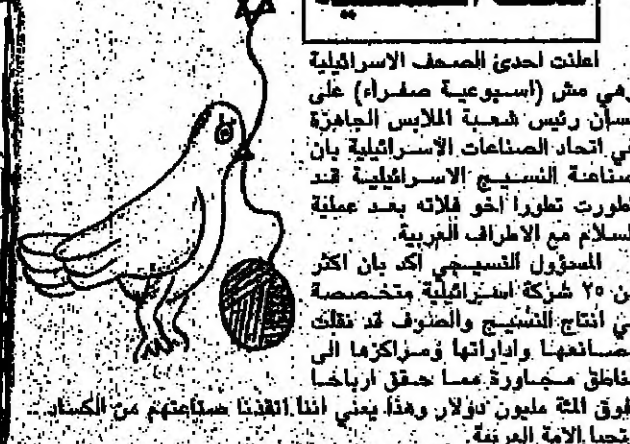 اعلنت احدى الصحف الاسرائيلية
وهي مش (اسبوعية صفراء) على
لسان رئيس شعبة الملابس الجاهزة
في اتحاد الصناعات الاسرائيلية بان
صناعة النسيج الاسرائيلية قد
تطورت تطورا اخو فلاته بعد عملية
السلام مع الاطراف العربية.
المسؤول النسيجي اكد بان اكثر
من ٢٥ شركة اسرائيلية متخصصة
في انتاج النسيج والصوف قد نقلت
مصانعها واداراتها ومراكزها الى
مناطق مجاورة مما حقق ارباحا
فوق المئة مليون دولار وهذا يعني اننا انقذنا صناعتهم من الكساد ..
وتحيا الامة العربية.